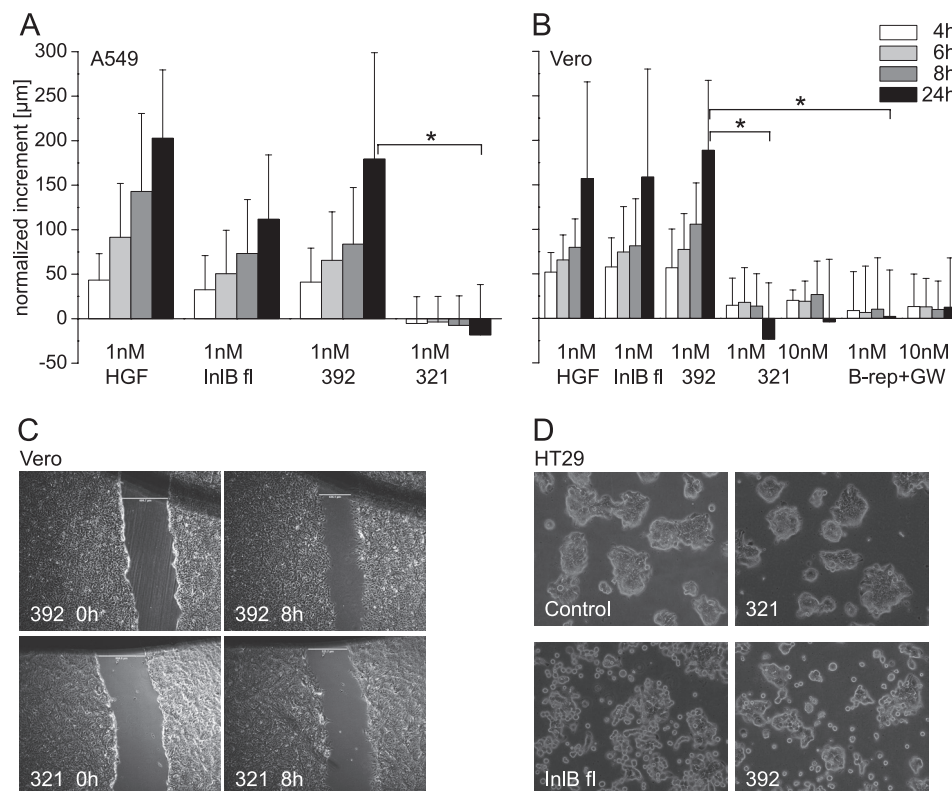 A
B
A549
Vero
4h
6h
8h
24h
normalized increment [µm]
300
250
200
150
100
50
0
-50
*
*
*
1nM 1nM 1nM 1nM
HGF InlB fl 392 321
1nM 1nM 1nM 1nM 10nM 1nM 10nM
HGF InlB fl 392 321 B-rep+GW
C
Vero
392 0h
392 8h
321 0h
321 8h
D
HT29
Control
321
InlB fl
392